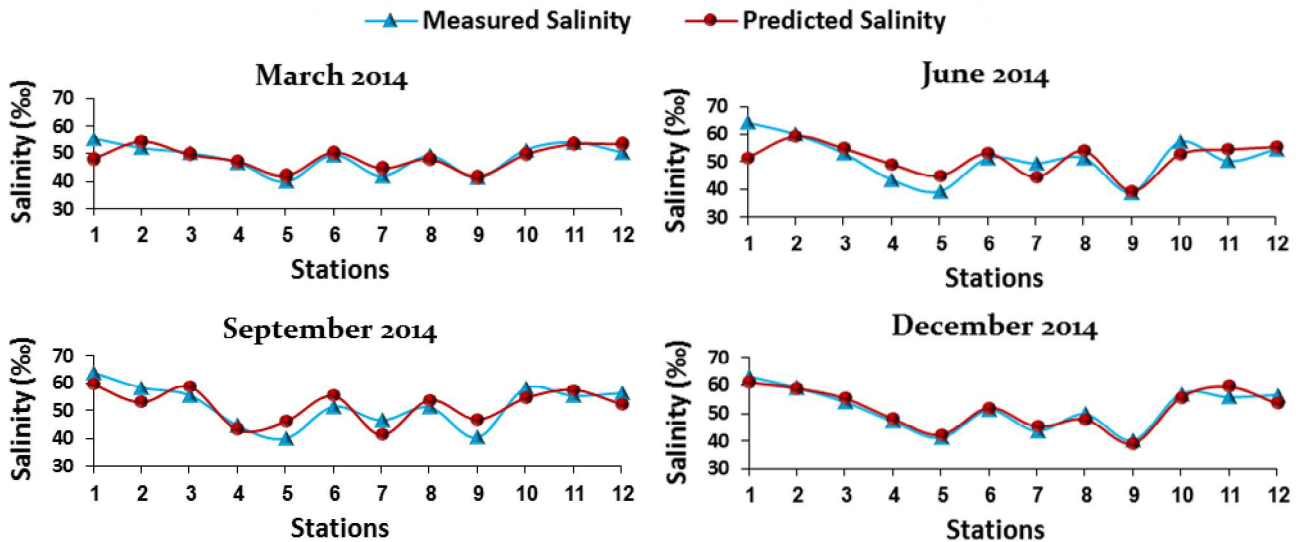 Measured Salinity Predicted Salinity
March 2014
Salinity (‰)
70
60
50
40
30
1 2 3 4 5 6 7 8 9 10 11 12
Stations
June 2014
Salinity (‰)
70
60
50
40
30
1 2 3 4 5 6 7 8 9 10 11 12
Stations
September 2014
Salinity (‰)
70
60
50
40
30
1 2 3 4 5 6 7 8 9 10 11 12
Stations
December 2014
Salinity (‰)
70
60
50
40
30
1 2 3 4 5 6 7 8 9 10 11 12
Stations